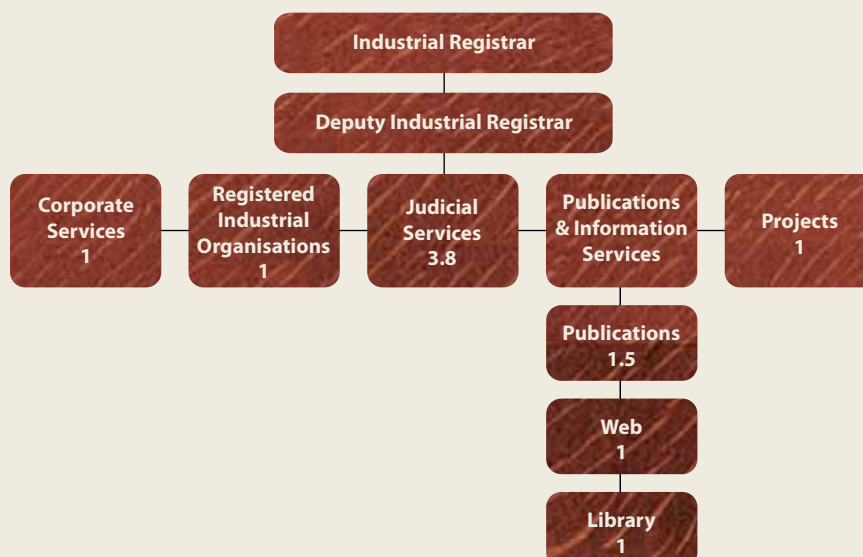 Industrial Registrar
Deputy Industrial Registrar
Corporate
Services
1
Registered
Industrial
Organisations
1
Judicial
Services
3.8
Publications
& Information
Services
Projects
1
Publications
1.5
Web
1
Library
1